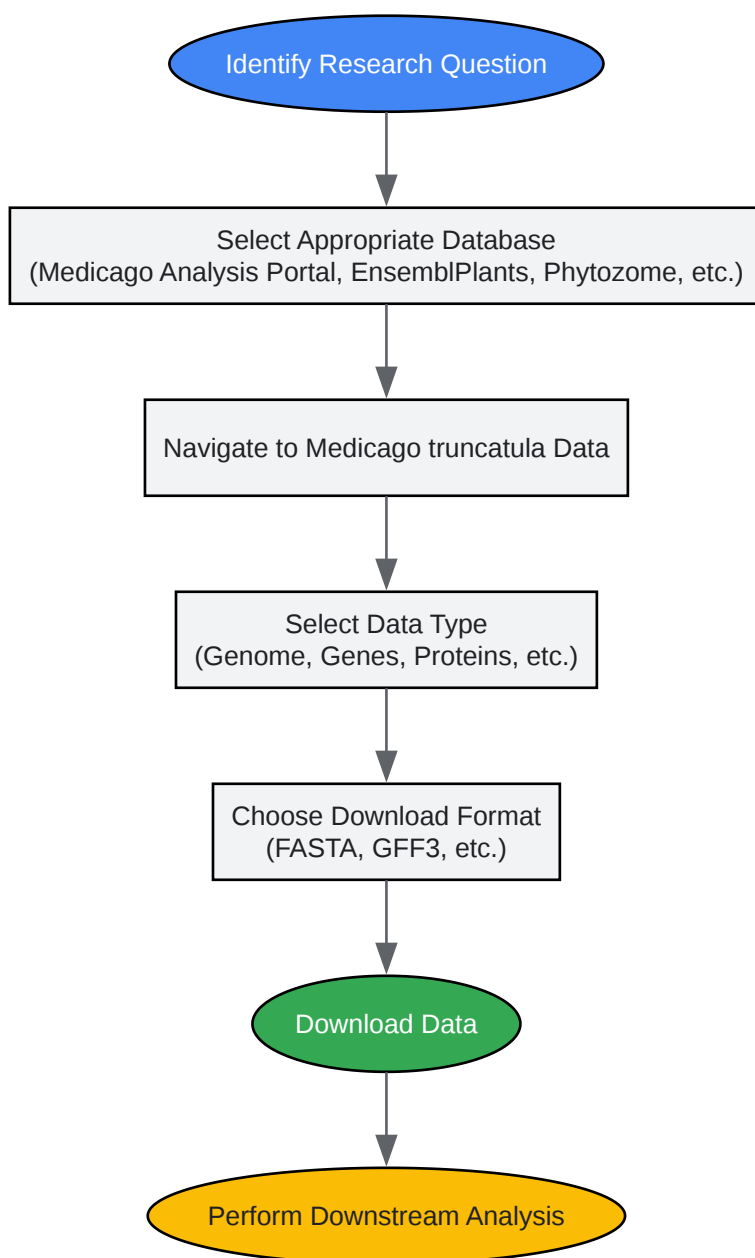 Identify Research Question
Select Appropriate Database
(Medicago Analysis Portal, EnsemblPlants, Phytozome, etc.)
Navigate to Medicago truncatula Data
Select Data Type
(Genome, Genes, Proteins, etc.)
Choose Download Format
(FASTA, GFF3, etc.)
Download Data
Perform Downstream Analysis